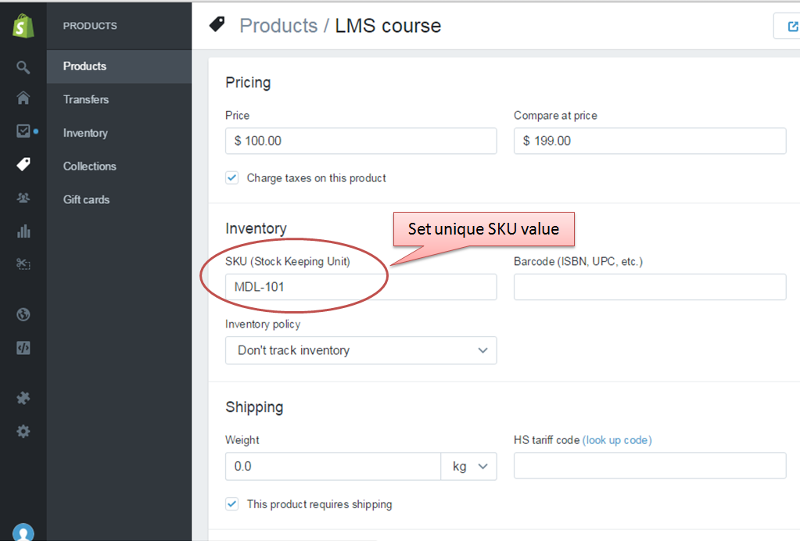 PRODUCTS
Products / LMS course
Products
Transfers
Inventory
Collections
Gift cards
Pricing
Price
Compare at price
$ 100.00
$ 199.00
Charge taxes on this product
Inventory
Set unique SKU value
SKU (Stock Keeping Unit)
Barcode (ISBN, UPC, etc.)
MDL-101
Inventory policy
Don't track inventory
Shipping
Weight
HS tariff code (look up code)
0.0
kg
This product requires shipping